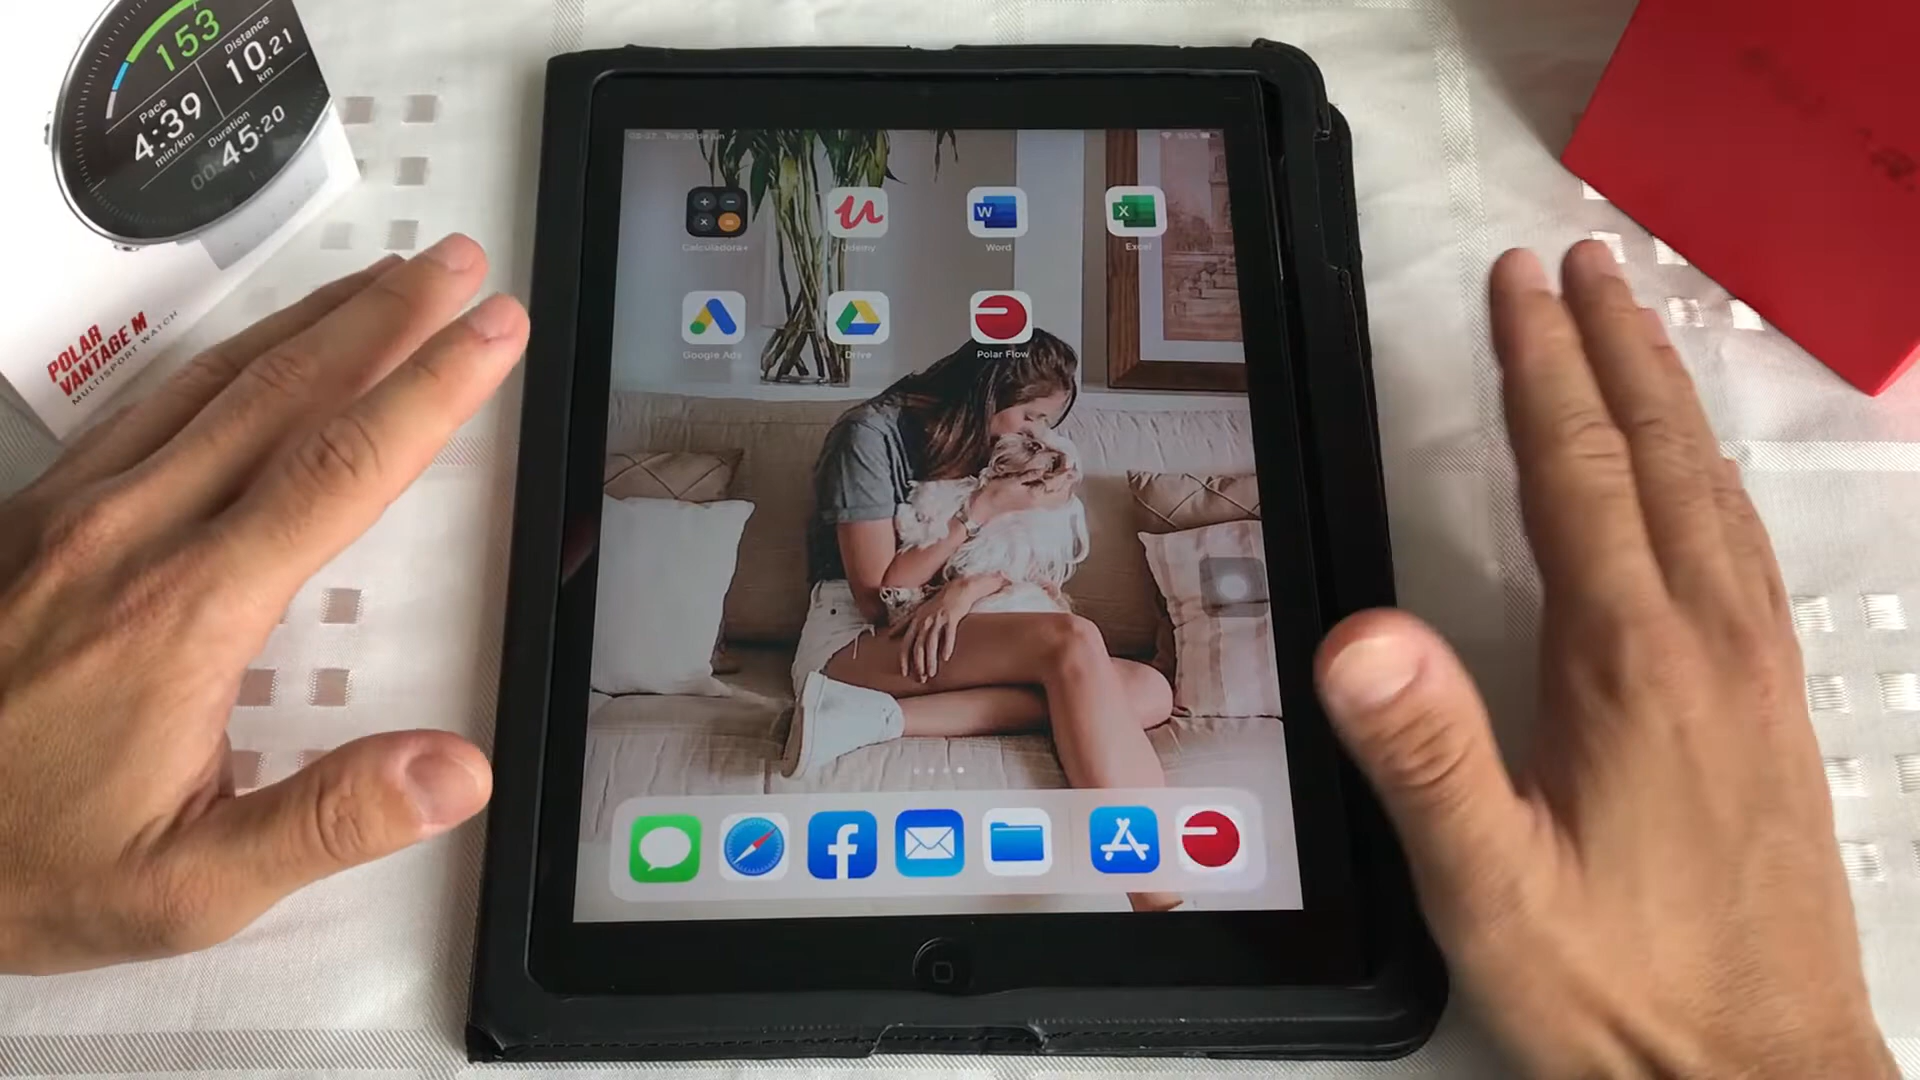 153
Distance
10.21
km
Pace
4:39
min/km
Duration
00:45:20
POLAR
VANTAGE M
MULTISPORT WATCH
Calculadora+
Udemy
Word
Excel
Google Ads
Drive
Polar Flow